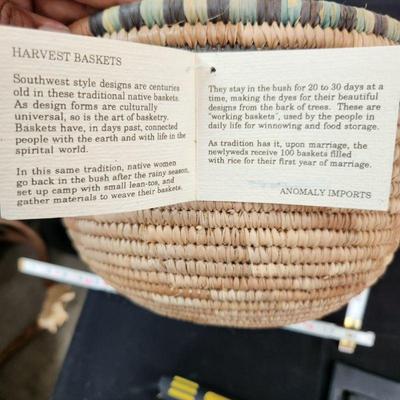 HARVEST BASKETS
Southwest style designs are centuries
old in these traditional native baskets.
As design forms are culturally
universal, so is the art of basketry.
Baskets have, in days past, connected
people with the earth and with life in the
spirital world.
In this same tradition, native women
go back in the bush after the rainy season,
set up camp with small lean-tos, and
gather materials to weave their baskets.
They stay in the bush for 20 to 30 days at a
time, making the dyes for their beautiful
designs from the bark of trees. These are
"working baskets", used by the people in
daily life for winnowing and food storage.
As tradition has it, upon marriage, the
newlyweds receive 100 baskets filled
with rice for their first year of marriage.
ANOMALY IMPORTS